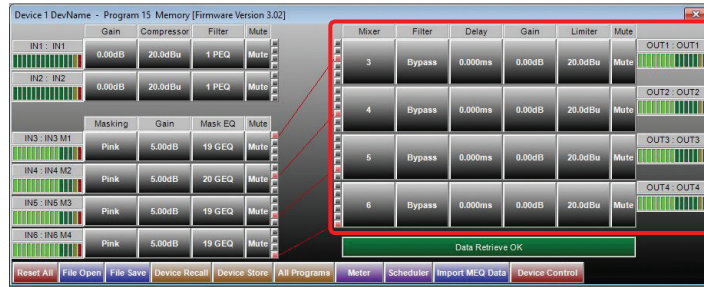 Device 1 DevName - Program 15 Memory [Firmware Version 3.02]
Gain Compressor Filter Mute
IN1 : IN1 0.00dB 20.0dBu 1 PEQ Mute
IN2 : IN2 0.00dB 20.0dBu 1 PEQ Mute
Masking Gain Mask EQ Mute
IN3 : IN3 M1 Pink 5.00dB 19 GEQ Mute
IN4 : IN4 M2 Pink 5.00dB 20 GEQ Mute
IN5 : IN5 M3 Pink 5.00dB 19 GEQ Mute
IN6 : IN6 M4 Pink 5.00dB 19 GEQ Mute
Mixer Filter Delay Gain Limiter Mute
3 Bypass 0.000ms 0.00dB 20.0dBu Mute OUT1 : OUT1
4 Bypass 0.000ms 0.00dB 20.0dBu Mute OUT2 : OUT2
5 Bypass 0.000ms 0.00dB 20.0dBu Mute OUT3 : OUT3
6 Bypass 0.000ms 0.00dB 20.0dBu Mute OUT4 : OUT4
Data Retrieve OK
Reset All File Open File Save Device Recall Device Store All Programs Meter Scheduler Import MEQ Data Device Control